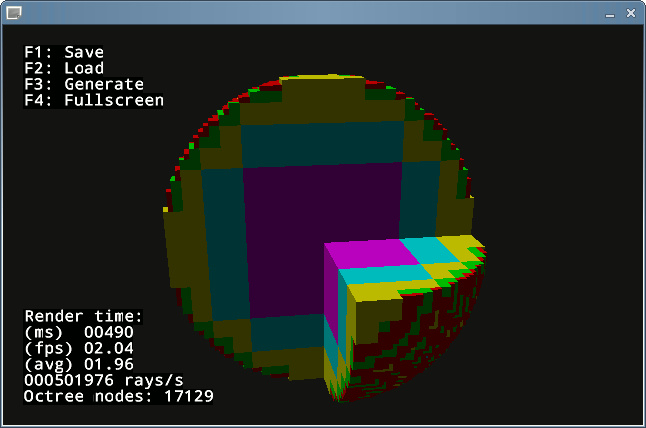 F1: Save
F2: Load
F3: Generate
F4: Fullscreen
Render time:
(ms) 00490
(fps) 02.04
(avg) 01.96
000501976 rays/s
Octree nodes: 17129